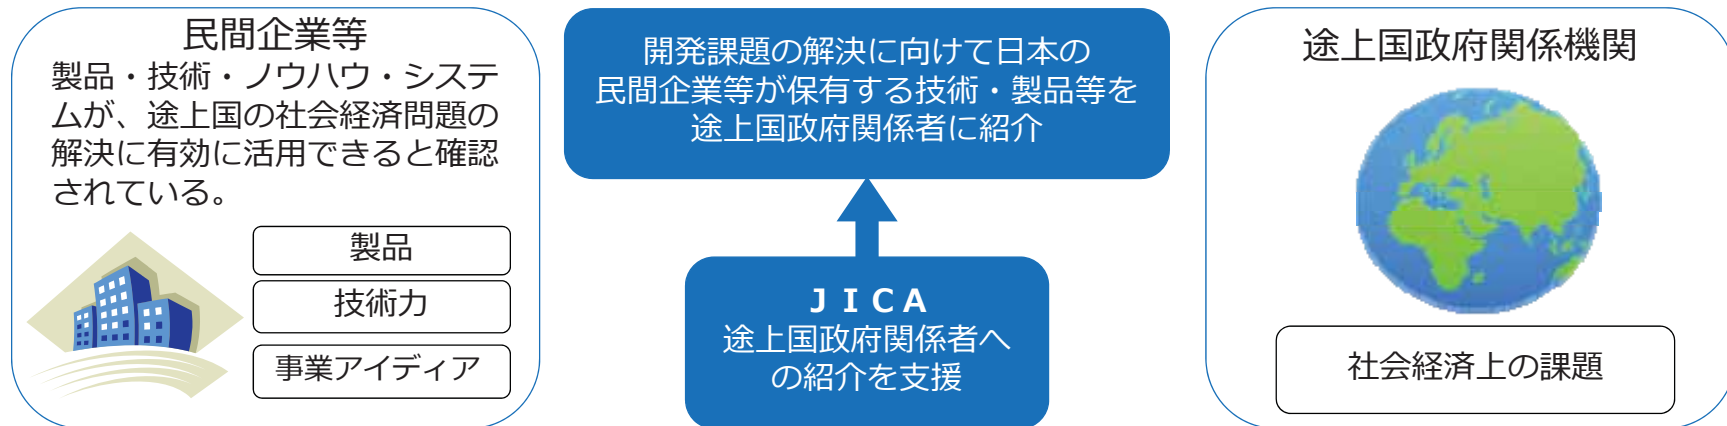 民間企業等
製品・技術・ノウハウ・システ
ムが、途上国の社会経済問題の
解決に有効に活用できると確認
されている。
製品
技術力
事業アイディア
開発課題の解決に向けて日本の
民間企業等が保有する技術・製品等を
途上国政府関係者に紹介
ＪＩＣＡ
途上国政府関係者へ
の紹介を支援
途上国政府関係機関
社会経済上の課題